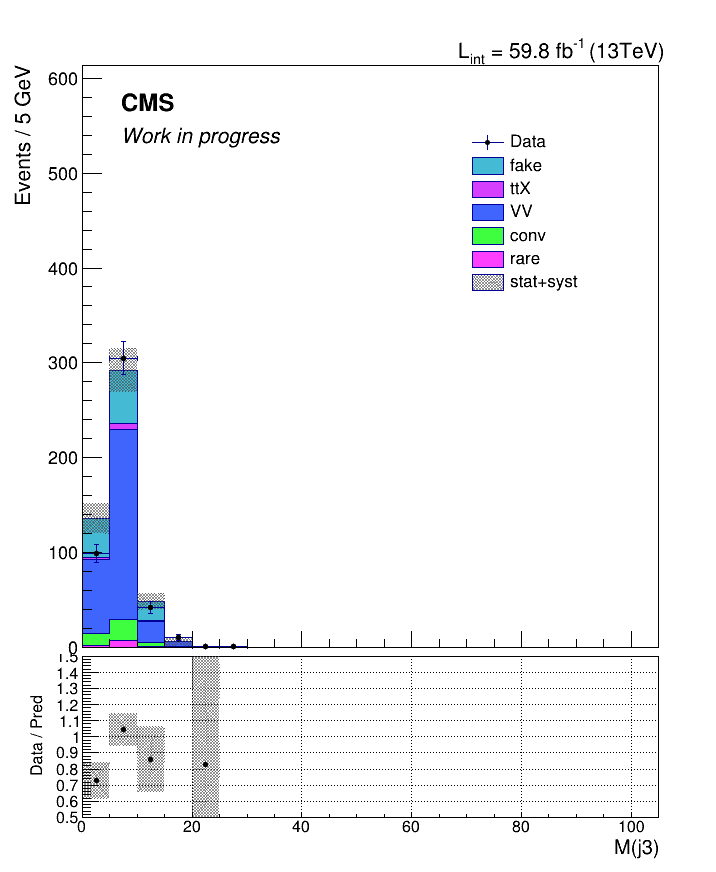 L_int = 59.8 fb^-1 (13TeV)
Events / 5 GeV
600
500
400
300
200
100
0
CMS
Work in progress
Data
fake
ttX
VV
conv
rare
stat+syst
Data / Pred
1.5
1.4
1.3
1.2
1.1
1
0.9
0.8
0.7
0.6
0.5
0 20 40 60 80 100
M(j3)